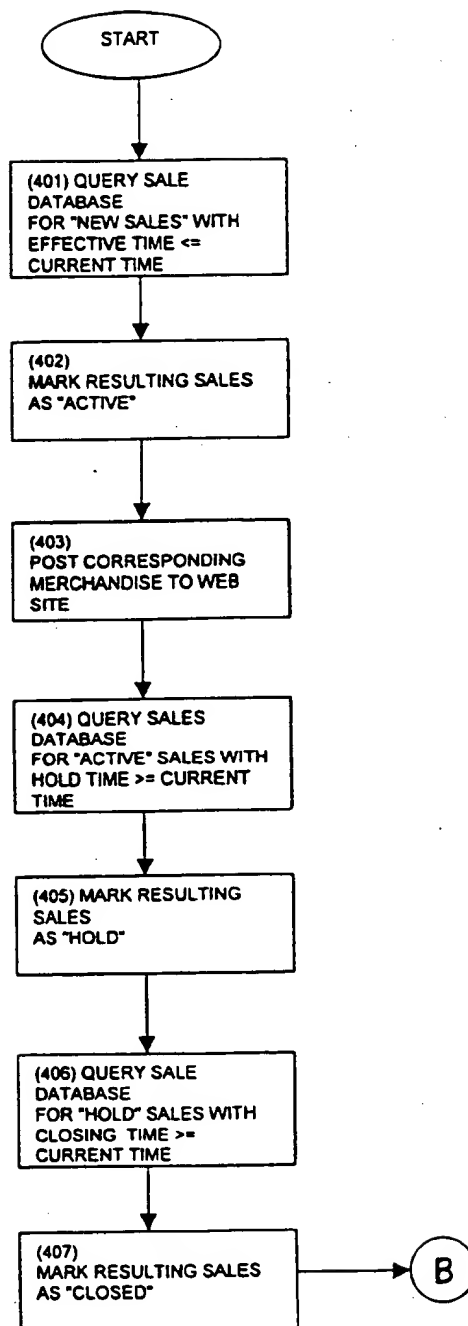 START
(401) QUERY SALE
DATABASE
FOR "NEW SALES" WITH
EFFECTIVE TIME <=
CURRENT TIME
(402)
MARK RESULTING SALES
AS "ACTIVE"
(403)
POST CORRESPONDING
MERCHANDISE TO WEB
SITE
(404) QUERY SALES
DATABASE
FOR "ACTIVE" SALES WITH
HOLD TIME >= CURRENT
TIME
(405) MARK RESULTING
SALES
AS "HOLD"
(406) QUERY SALE
DATABASE
FOR "HOLD" SALES WITH
CLOSING TIME >=
CURRENT TIME
(407)
MARK RESULTING SALES
AS "CLOSED"
B